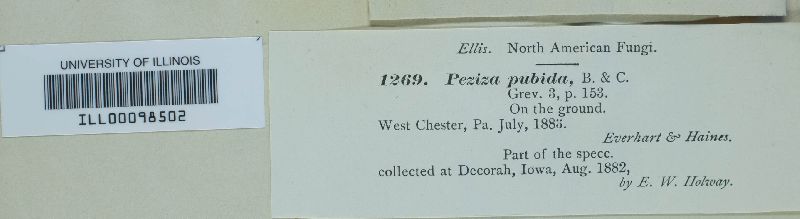 UNIVERSITY OF ILLINOIS
ILL00098502
Ellis. North American Fungi.
1269. Peziza pubida, B. & C.
Grev. 3, p. 153.
On the ground.
West Chester, Pa. July, 1883.
Everhart & Haines.
Part of the specc.
collected at Decorah, Iowa, Aug. 1882,
by E. W. Holway.